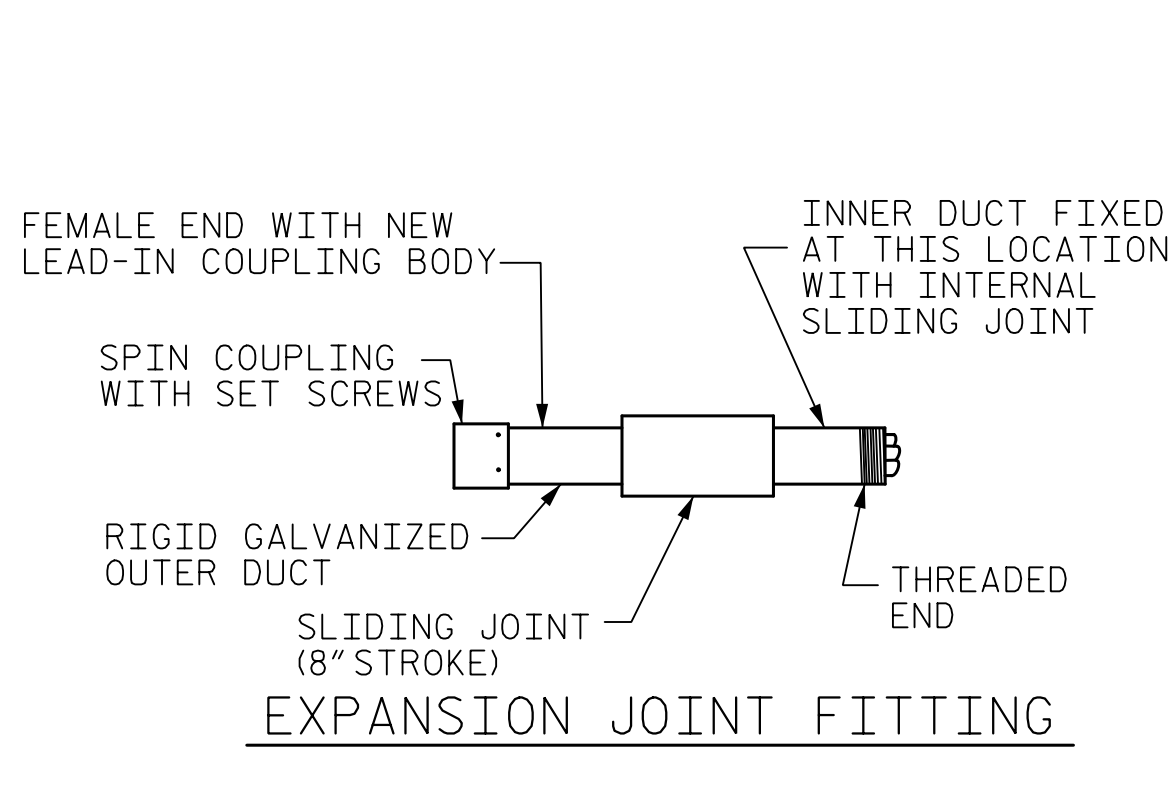 FEMALE END WITH NEW
LEAD-IN COUPLING BODY
INNER DUCT FIXED
AT THIS LOCATION
WITH INTERNAL
SLIDING JOINT
SPIN COUPLING
WITH SET SCREWS
RIGID GALVANIZED
OUTER DUCT
THREADED
END
SLIDING JOINT
(8" STROKE)
EXPANSION JOINT FITTING